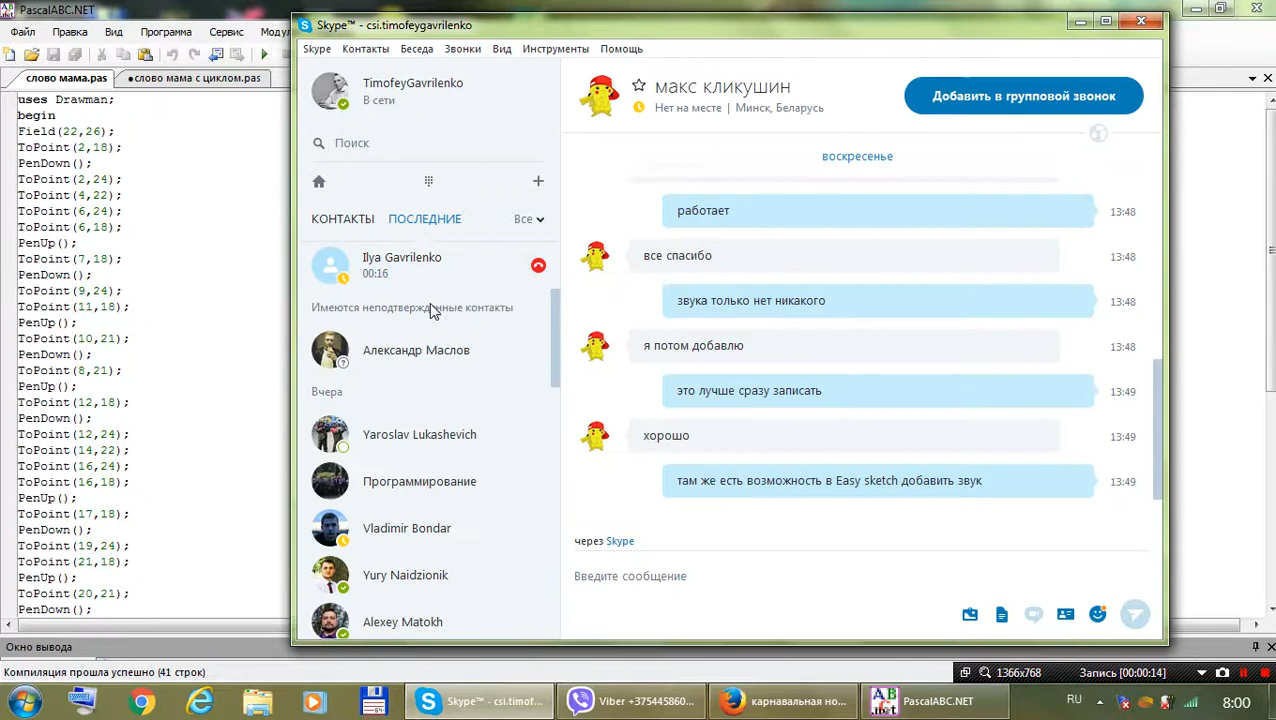 PascalABC.NET
Файл Правка Вид Программа Сервис Модул
слово мама.pas
•слово мама с циклом.pas
uses Drawman;
begin
Field(22,26);
ToPoint(2,18);
PenDown();
ToPoint(2,24);
ToPoint(4,22);
ToPoint(6,24);
ToPoint(6,18);
PenUp();
ToPoint(7,18);
PenDown();
ToPoint(9,24);
ToPoint(11,18);
PenUp();
ToPoint(10,21);
PenDown();
ToPoint(8,21);
PenUp();
ToPoint(12,18);
PenDown();
ToPoint(12,24);
ToPoint(14,22);
ToPoint(16,24);
ToPoint(16,18);
PenUp();
ToPoint(17,18);
PenDown();
ToPoint(19,24);
ToPoint(21,18);
PenUp();
ToPoint(20,21);
PenDown();
Skype™ - csi.timofeygavrilenko
Skype Контакты Беседа Звонки Вид Инструменты Помощь
TimofeyGavrilenko
В сети
Поиск
КОНТАКТЫ ПОСЛЕДНИЕ Все
Ilya Gavrilenko
00:16
Имеются неподтвержденные контакты
Александр Маслов
Вчера
Yaroslav Lukashevich
Программирование
Vladimir Bondar
Yury Naidzionik
Alexey Matokh
макс кликушин
Нет на месте | Минск, Беларусь
Добавить в групповой звонок
воскресенье
работает 13:48
все спасибо 13:48
звука только нет никакого 13:48
я потом добавлю 13:48
это лучше сразу записать 13:49
хорошо 13:49
там же есть возможность в Easy sketch добавить звук 13:49
через Skype
Введите сообщение
Окно вывода
Компиляция прошла успешно (41 строк)
1366x768 Запись [00:00:14]
Skype™ - csi.timof...
Viber +375445860...
карнавальная но...
PascalABC.NET
RU
8:00